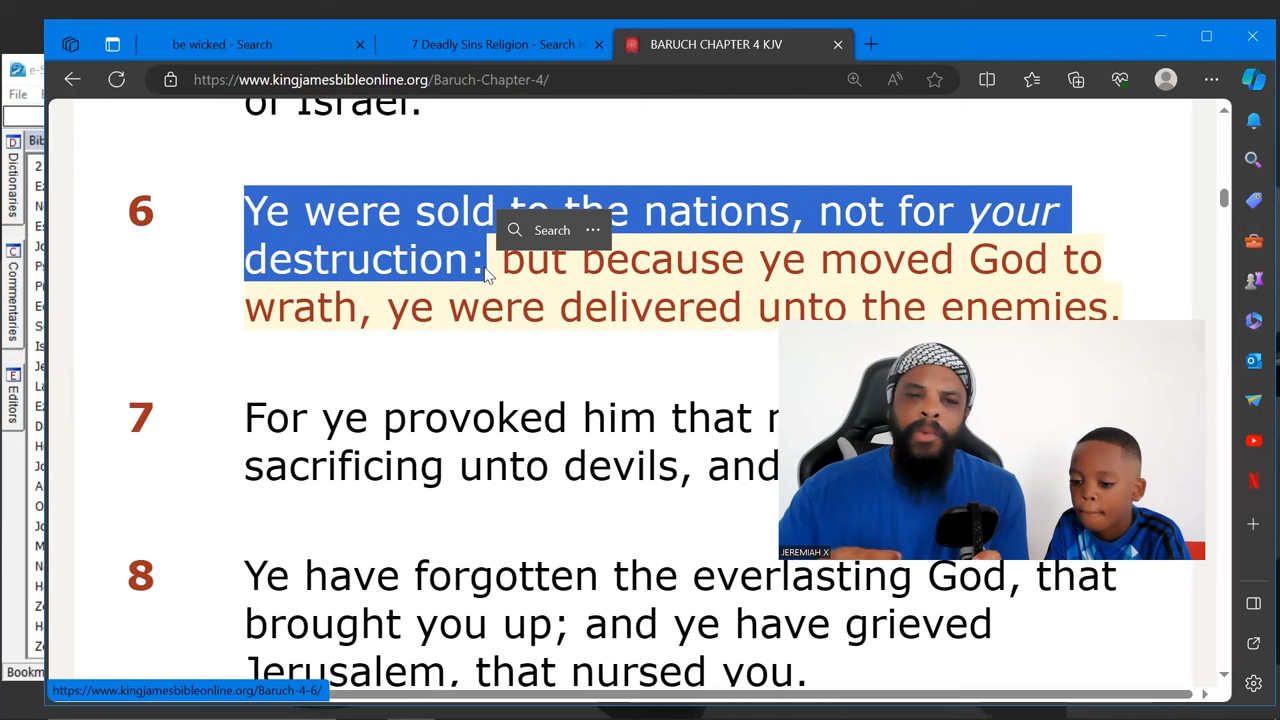 be wicked - Search
7 Deadly Sins Religion - Search
BARUCH CHAPTER 4 KJV
https://www.kingjamesbibleonline.org/Baruch-Chapter-4/
File
Bib
Dictionaries
Commentaries
Editors
Bookm
of Israel.
6 Ye were sold to the nations, not for your
Search
destruction: but because ye moved God to
wrath, ye were delivered unto the enemies.
7 For ye provoked him that
sacrificing unto devils, and
JEREMIAH X
8 Ye have forgotten the everlasting God, that
brought you up; and ye have grieved
Jerusalem, that nursed you.
https://www.kingjamesbibleonline.org/Baruch-4-6/